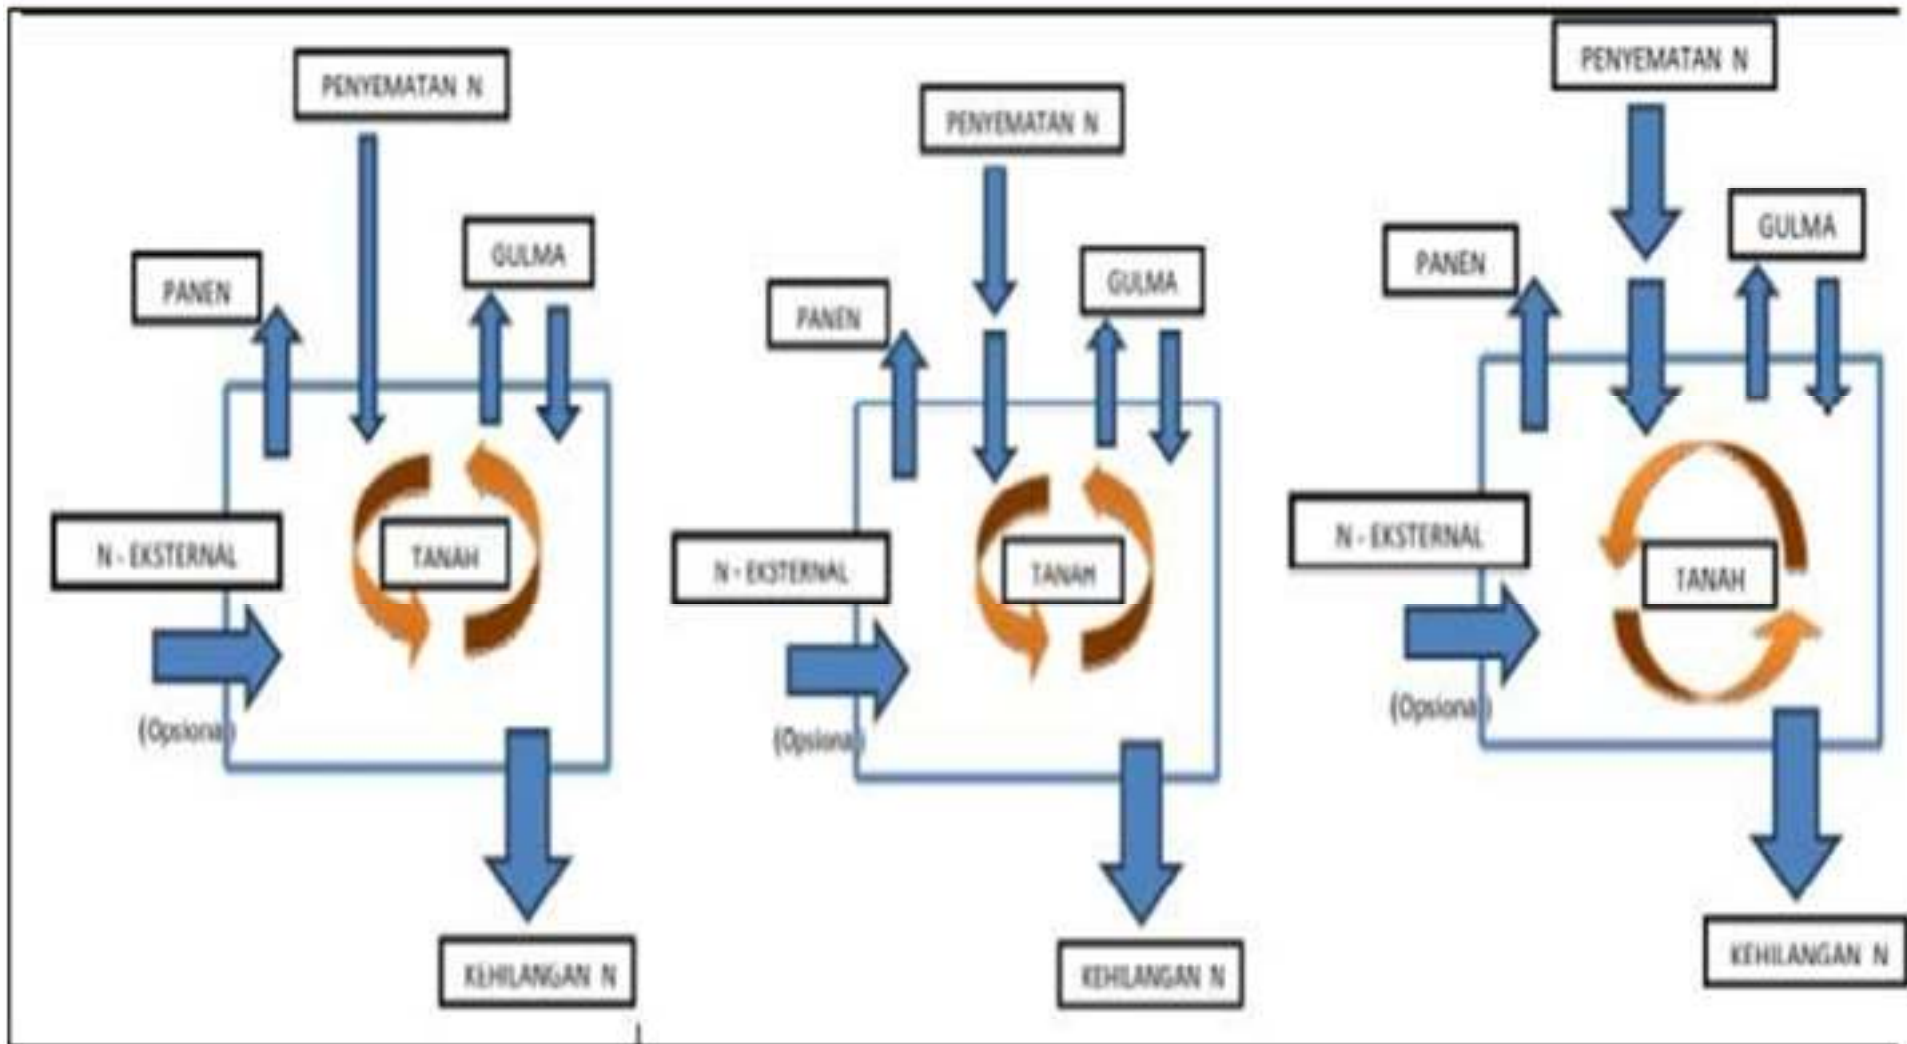 PENYEMATAN N
PANEN
GULMA
N - EKSTERNAL
TANAH
(Opsional)
KEHILANGAN N
PENYEMATAN N
PANEN
GULMA
N - EKSTERNAL
TANAH
(Opsional)
KEHILANGAN N
PENYEMATAN N
PANEN
GULMA
N - EKSTERNAL
TANAH
(Opsional)
KEHILANGAN N